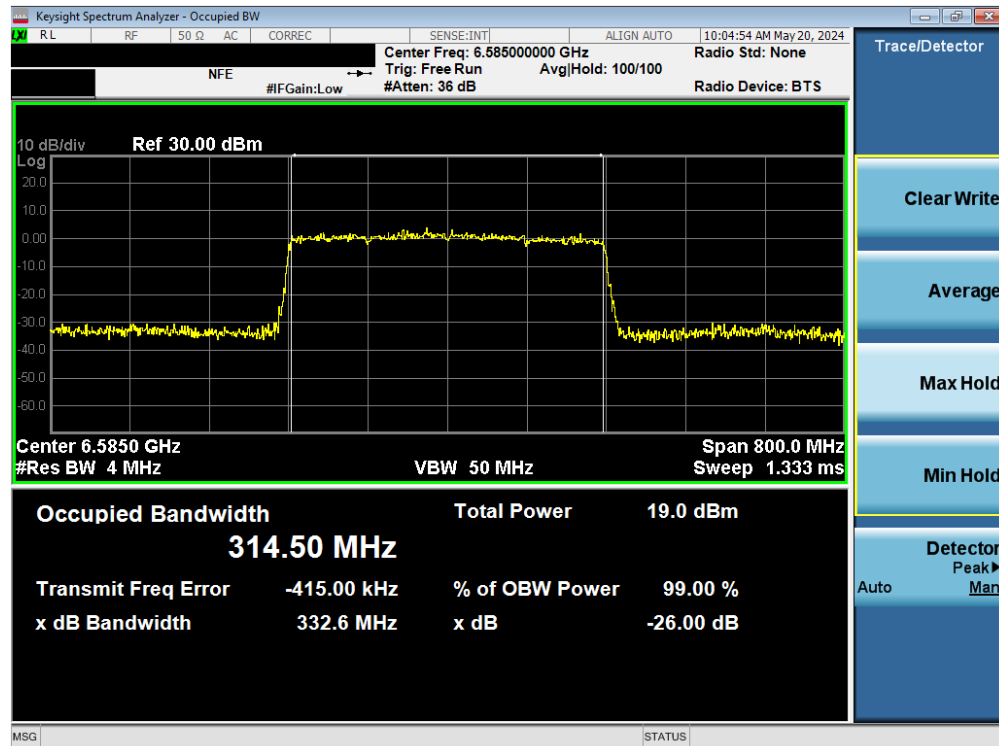 Keysight Spectrum Analyzer - Occupied BW
LXI RL RF 50 Ω AC CORREC SENSE:INT ALIGN AUTO 10:04:54 AM May 20, 2024
Center Freq: 6.585000000 GHz Radio Std: None
NFE Trig: Free Run Avg|Hold: 100/100
#IFGain:Low #Atten: 36 dB Radio Device: BTS
Trace/Detector
10 dB/div Ref 30.00 dBm
Log
20.0
10.0
0.00
-10.0
-20.0
-30.0
-40.0
-50.0
-60.0
Center 6.5850 GHz Span 800.0 MHz
#Res BW 4 MHz VBW 50 MHz Sweep 1.333 ms
Occupied Bandwidth Total Power 19.0 dBm
314.50 MHz
Transmit Freq Error -415.00 kHz % of OBW Power 99.00 %
x dB Bandwidth 332.6 MHz x dB -26.00 dB
Clear Write
Average
Max Hold
Min Hold
Detector
Peak
Auto Man
MSG STATUS